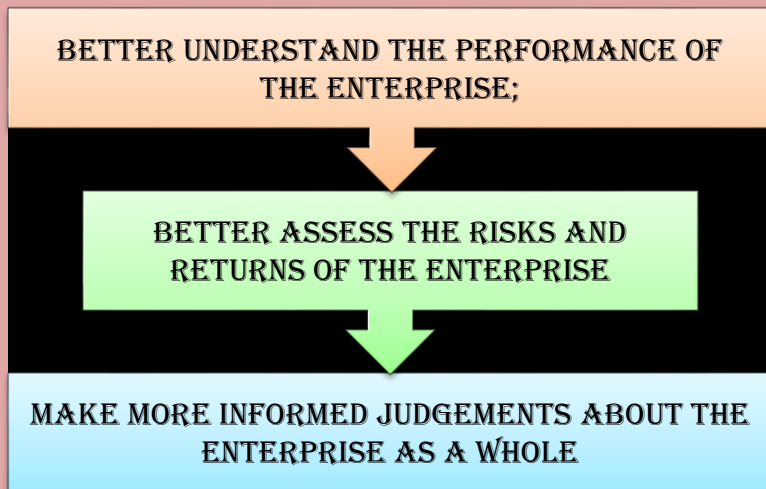 BETTER UNDERSTAND THE PERFORMANCE OF
THE ENTERPRISE;
BETTER ASSESS THE RISKS AND
RETURNS OF THE ENTERPRISE
MAKE MORE INFORMED JUDGEMENTS ABOUT THE
ENTERPRISE AS A WHOLE